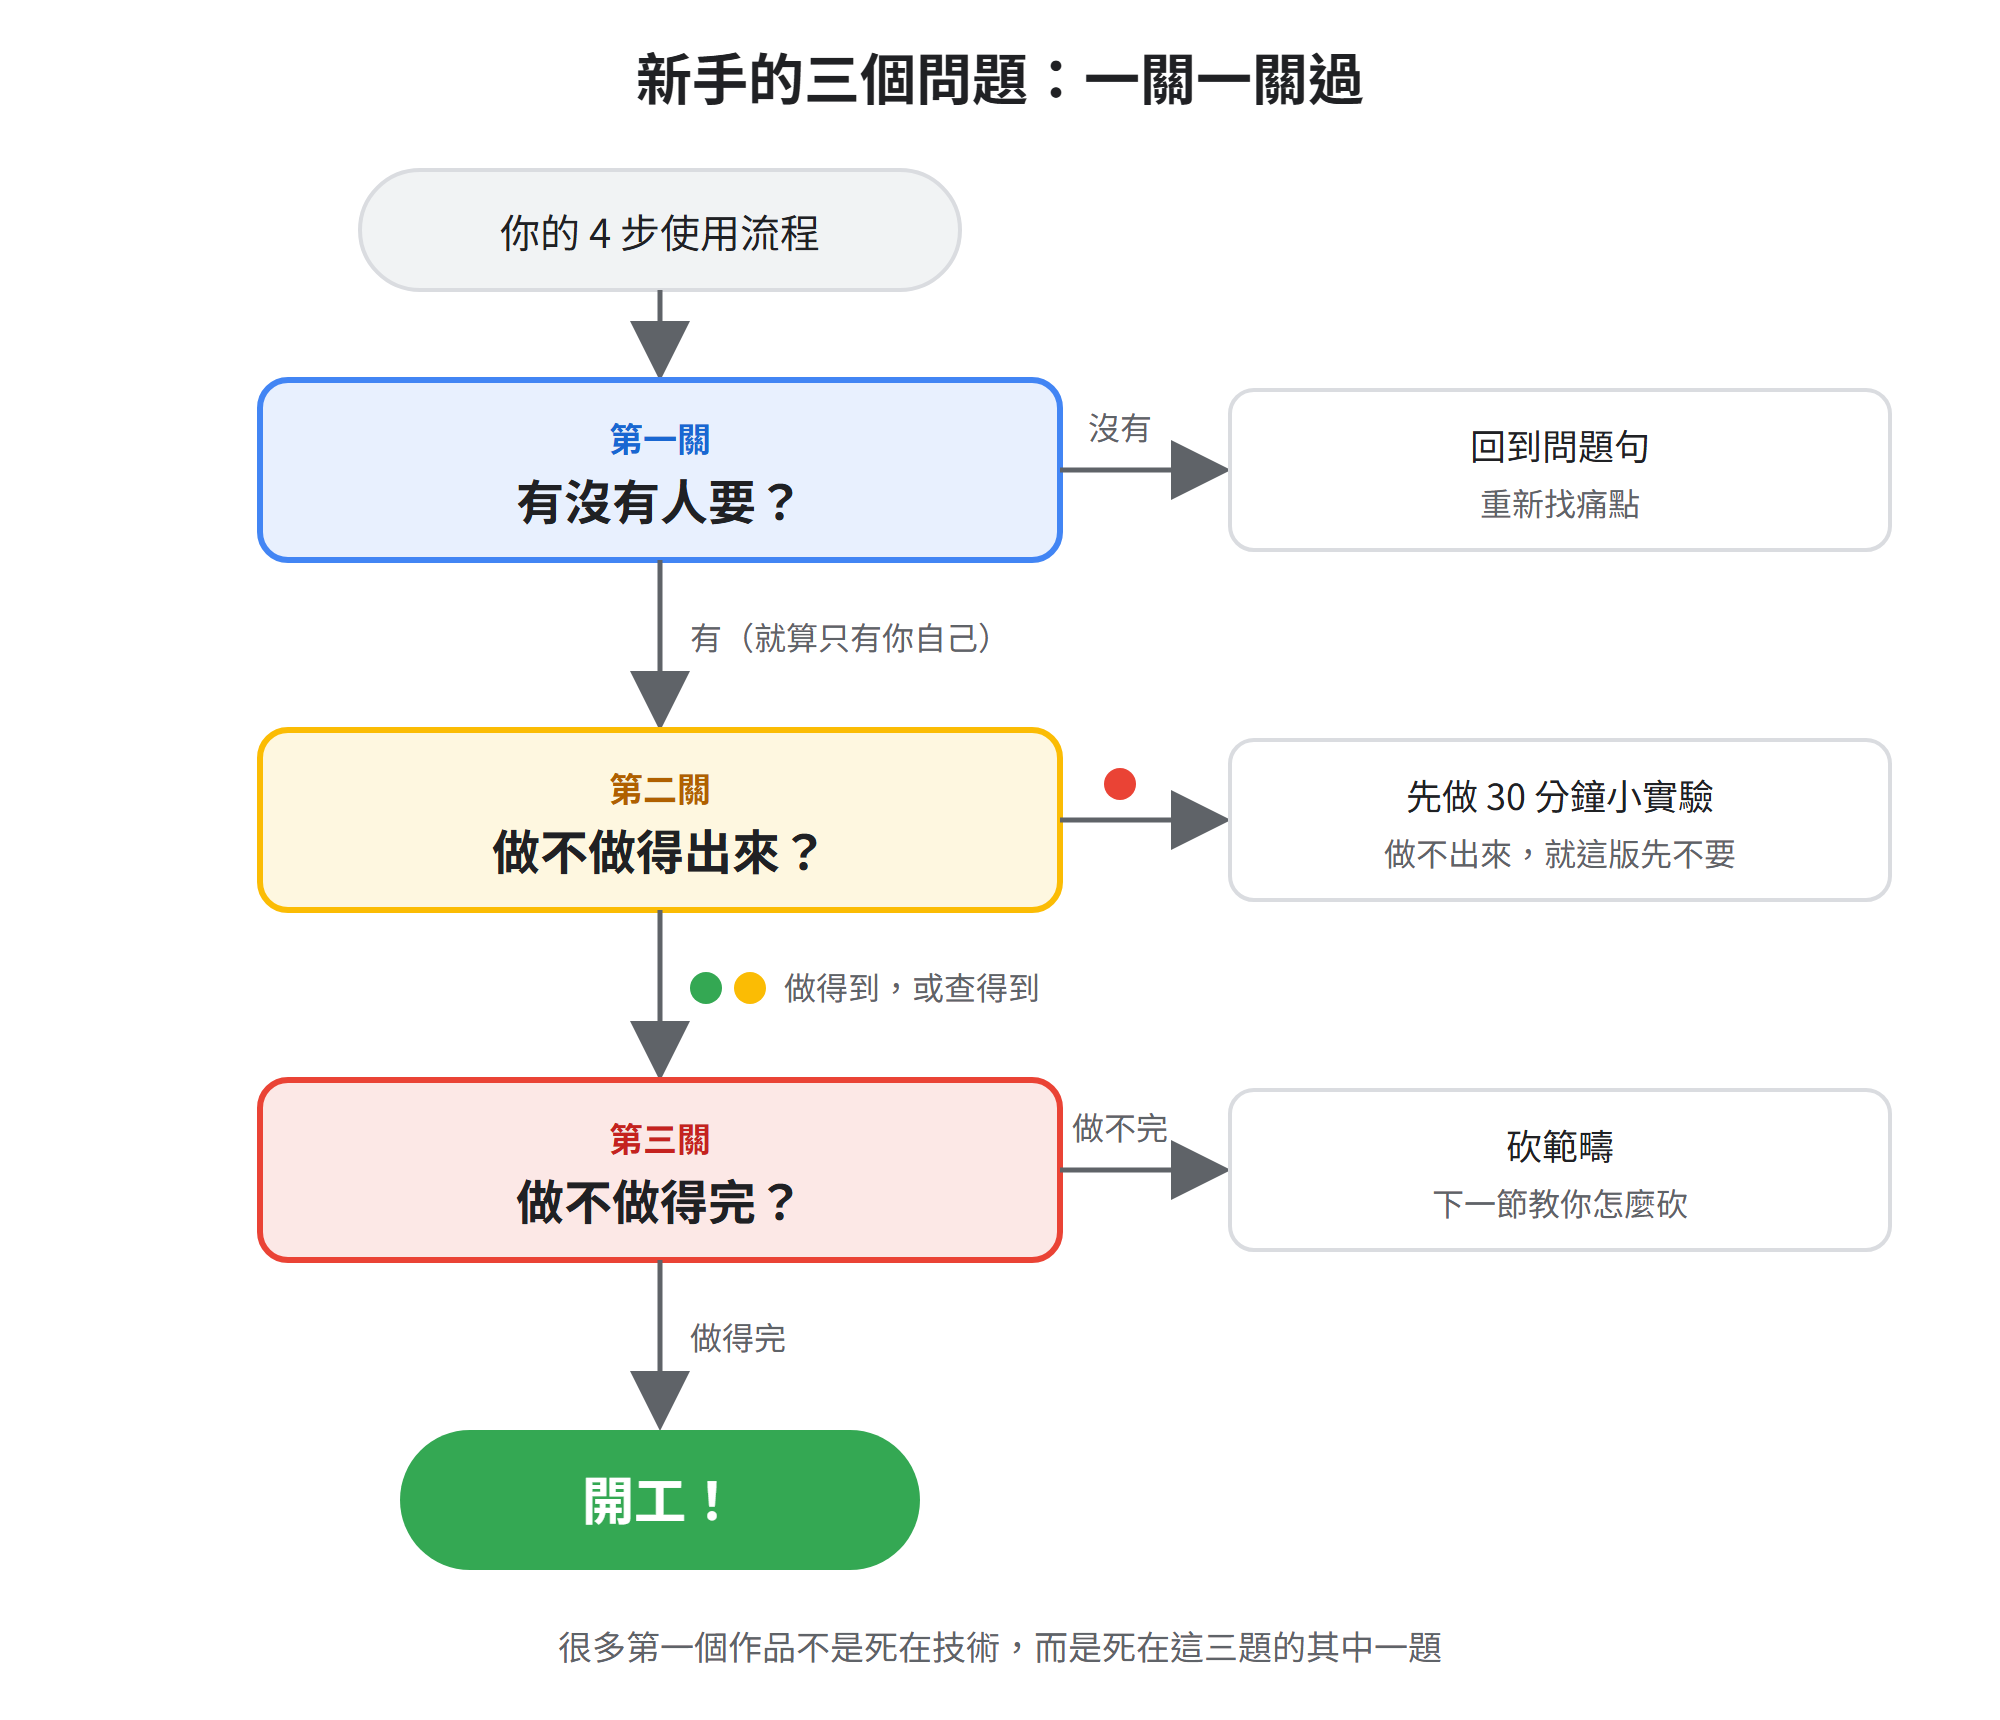 新手的三個問題：一關一關過
你的 4 步使用流程
第一關
有沒有人要？
沒有
回到問題句
重新找痛點
有（就算只有你自己）
第二關
做不做得出來？
先做 30 分鐘小實驗
做不出來，就這版先不要
做得到，或查得到
第三關
做不做得完？
做不完
砍範疇
下一節教你怎麼砍
做得完
開工！
很多第一個作品不是死在技術，而是死在這三題的其中一題